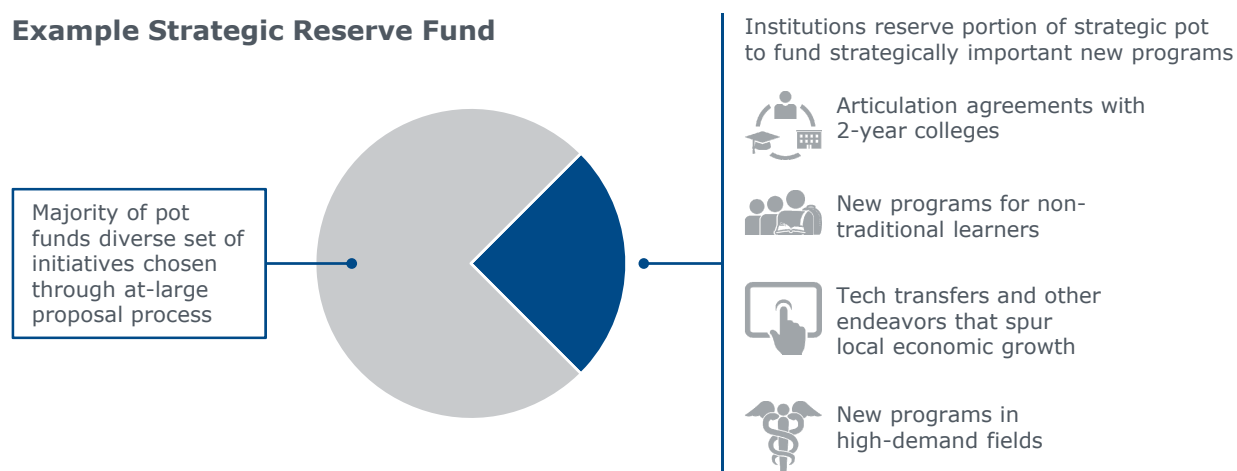 Example Strategic Reserve Fund
Majority of pot
funds diverse set of
initiatives chosen
through at-large
proposal process
Institutions reserve portion of strategic pot
to fund strategically important new programs
Articulation agreements with
2-year colleges
New programs for non-
traditional learners
Tech transfers and other
endeavors that spur
local economic growth
New programs in
high-demand fields